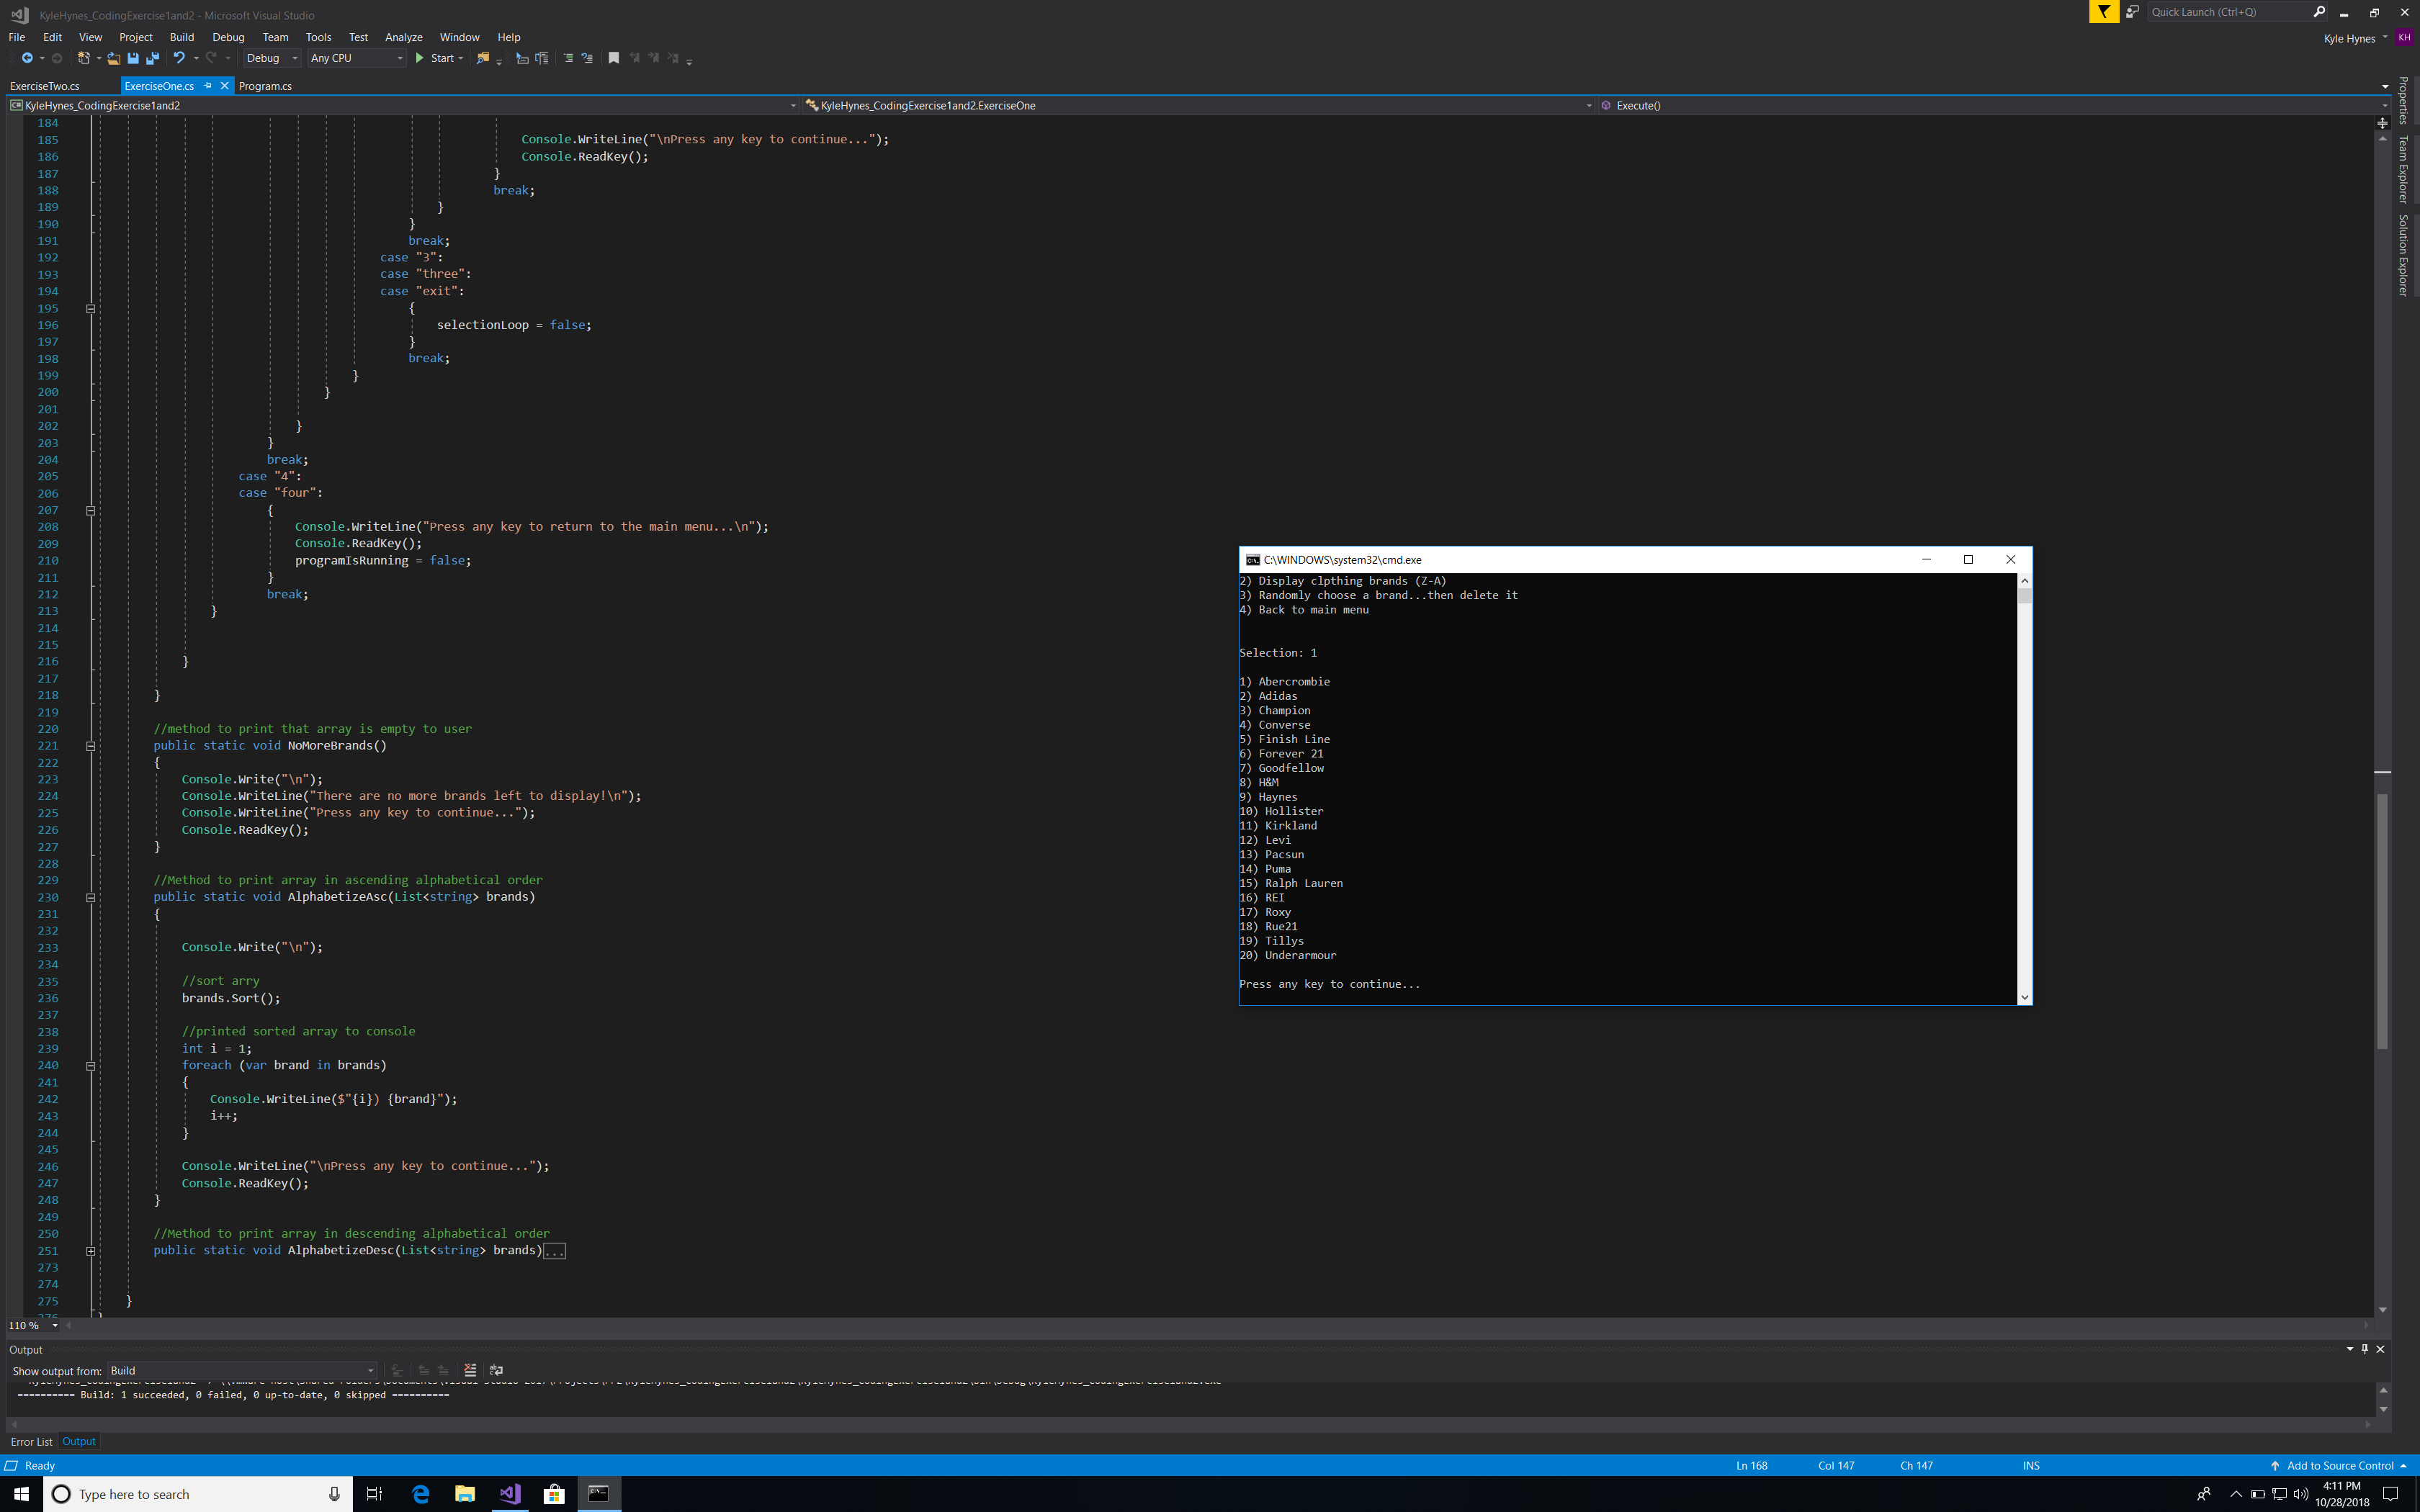 KyleHynes_CodingExercise1and2 - Microsoft Visual Studio
Quick Launch (Ctrl+Q)
File Edit View Project Build Debug Team Tools Test Analyze Window Help
Kyle Hynes KH
Debug Any CPU Start
ExerciseTwo.cs ExerciseOne.cs Program.cs
KyleHynes_CodingExercise1and2 KyleHynes_CodingExercise1and2.ExerciseOne Execute()
Properties
Team Explorer
Solution Explorer
184
185 Console.WriteLine("\nPress any key to continue...");
186 Console.ReadKey();
187 }
188 break;
189 }
190 }
191 break;
192 case "3":
193 case "three":
194 case "exit":
195 {
196 selectionLoop = false;
197 }
198 break;
199 }
200 }
201
202 }
203 }
204 break;
205 case "4":
206 case "four":
207 {
208 Console.WriteLine("Press any key to return to the main menu...\n");
209 Console.ReadKey();
210 programIsRunning = false;
211 }
212 break;
213 }
214
215
216 }
217
218 }
219
220 //method to print that array is empty to user
221 public static void NoMoreBrands()
222 {
223 Console.Write("\n");
224 Console.WriteLine("There are no more brands left to display!\n");
225 Console.WriteLine("Press any key to continue...");
226 Console.ReadKey();
227 }
228
229 //Method to print array in ascending alphabetical order
230 public static void AlphabetizeAsc(List<string> brands)
231 {
232
233 Console.Write("\n");
234
235 //sort arry
236 brands.Sort();
237
238 //printed sorted array to console
239 int i = 1;
240 foreach (var brand in brands)
241 {
242 Console.WriteLine($"{i}) {brand}");
243 i++;
244 }
245
246 Console.WriteLine("\nPress any key to continue...");
247 Console.ReadKey();
248 }
249
250 //Method to print array in descending alphabetical order
251 public static void AlphabetizeDesc(List<string> brands)...
273
274
275 }
276 }
C:\WINDOWS\system32\cmd.exe
2) Display clpthing brands (Z-A)
3) Randomly choose a brand...then delete it
4) Back to main menu
Selection: 1
1) Abercrombie
2) Adidas
3) Champion
4) Converse
5) Finish Line
6) Forever 21
7) Goodfellow
8) H&M
9) Haynes
10) Hollister
11) Kirkland
12) Levi
13) Pacsun
14) Puma
15) Ralph Lauren
16) REI
17) Roxy
18) Rue21
19) Tillys
20) Underarmour
Press any key to continue...
110 %
Output
Show output from: Build
========== Build: 1 succeeded, 0 failed, 0 up-to-date, 0 skipped ==========
Error List Output
Ready Ln 168 Col 147 Ch 147 INS Add to Source Control
Type here to search
4:11 PM
10/28/2018